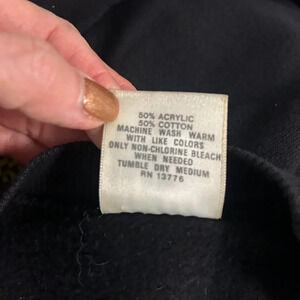 50% ACRYLIC
50% COTTON
MACHINE WASH WARM
WITH LIKE COLORS
ONLY NON-CHLORINE BLEACH
WHEN NEEDED
TUMBLE DRY MEDIUM
RN 13776